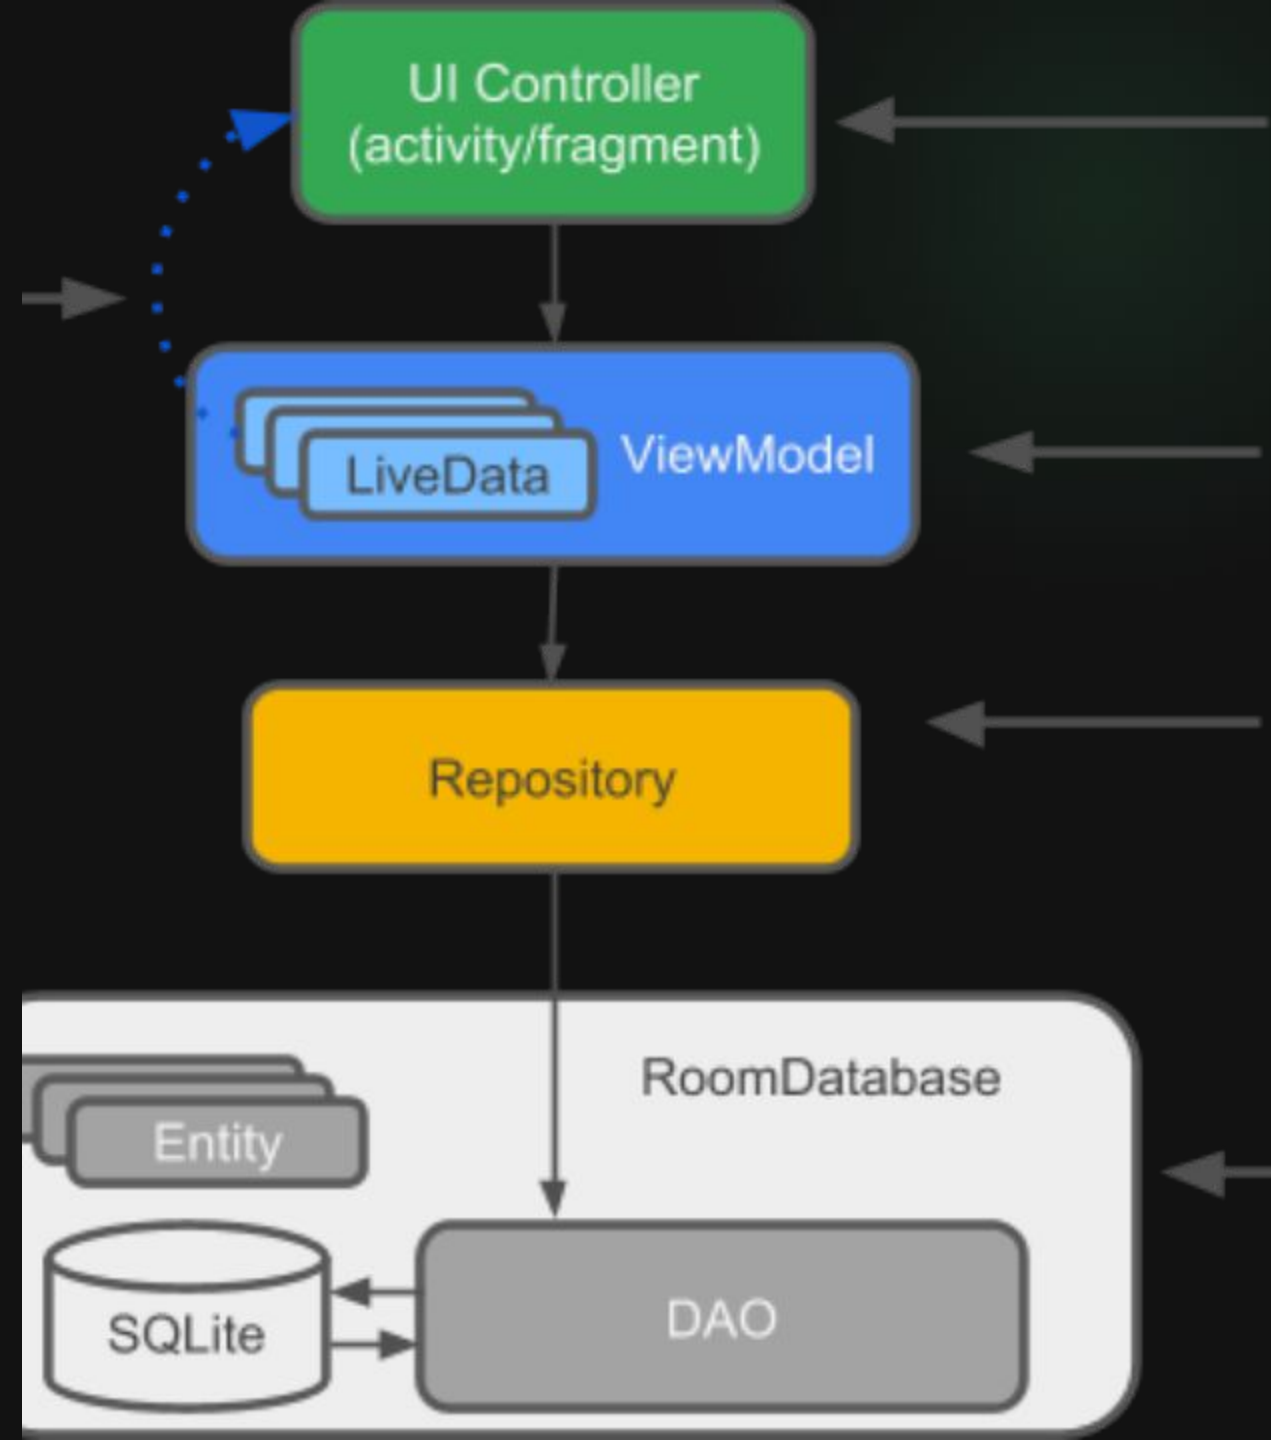 UI Controller
(activity/fragment)
LiveData
ViewModel
Repository
RoomDatabase
Entity
SQLite
DAO